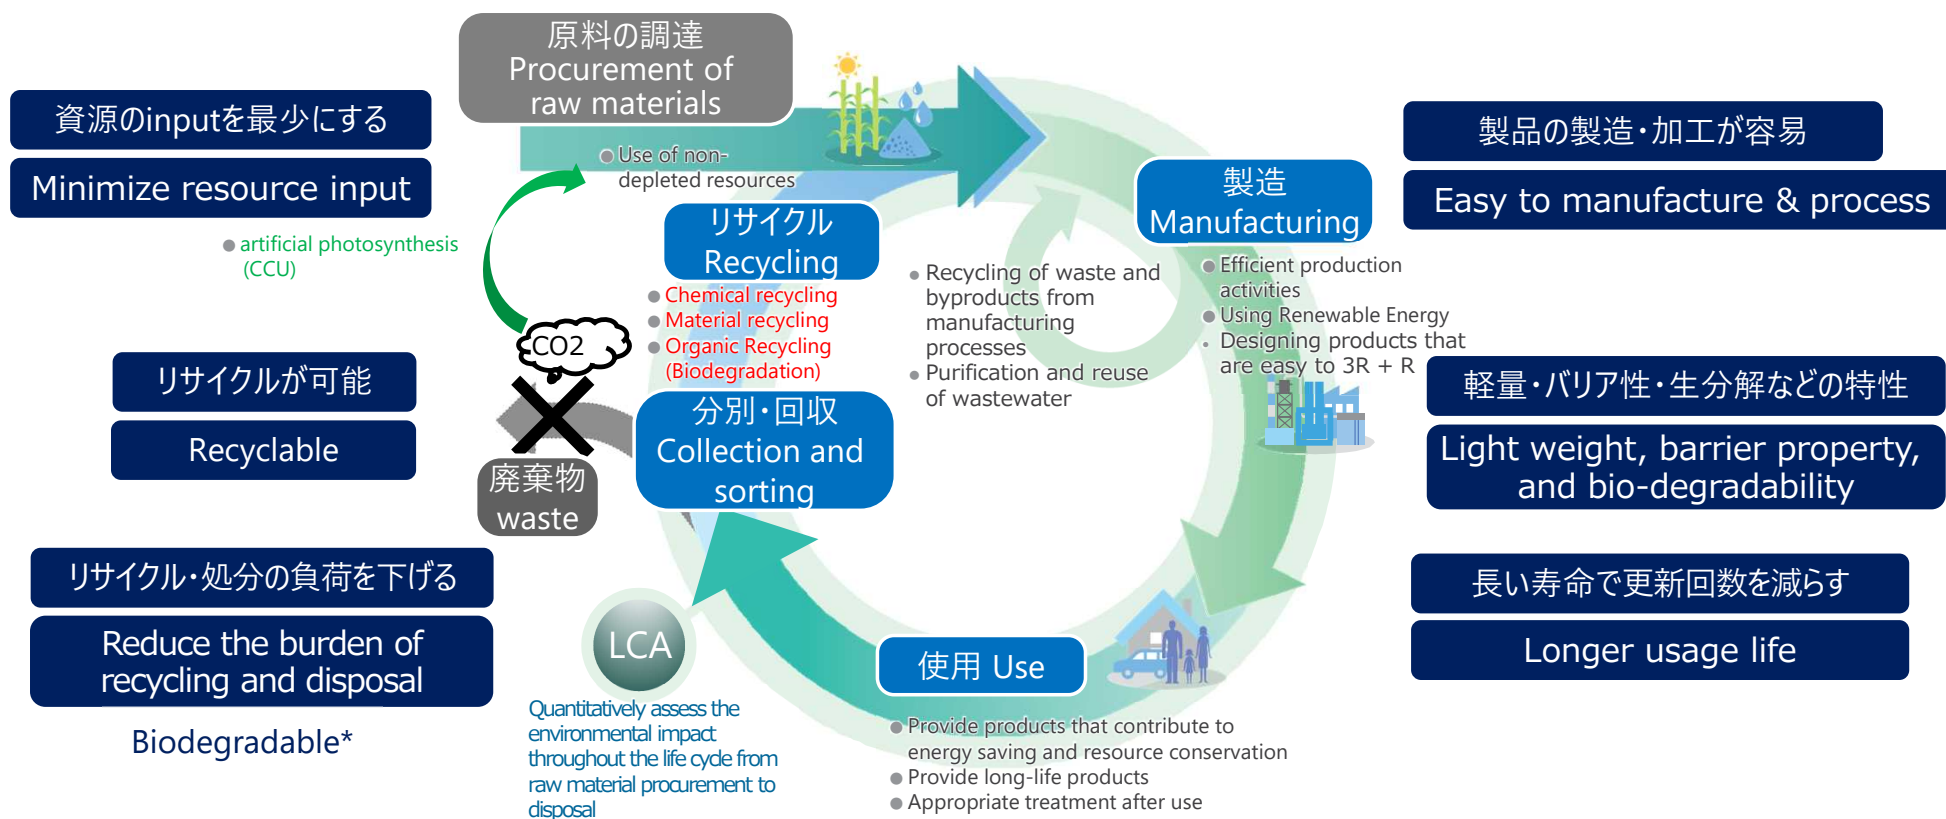 原料の調達
Procurement of
raw materials
資源のinputを最少にする
Minimize resource input
● Use of non-
depleted resources
● artificial photosynthesis
(CCU)
リサイクル
Recycling
● Chemical recycling
● Material recycling
● Organic Recycling
(Biodegradation)
CO2
● Recycling of waste and
byproducts from
manufacturing
processes
● Purification and reuse
of wastewater
製造
Manufacturing
● Efficient production
activities
● Using Renewable Energy
• Designing products that
are easy to 3R + R
製品の製造・加工が容易
Easy to manufacture & process
リサイクルが可能
Recyclable
分別・回収
Collection and
sorting
廃棄物
waste
軽量・バリア性・生分解などの特性
Light weight, barrier property,
and bio-degradability
リサイクル・処分の負荷を下げる
Reduce the burden of
recycling and disposal
Biodegradable*
LCA
Quantitatively assess the
environmental impact
throughout the life cycle from
raw material procurement to
disposal
使用 Use
● Provide products that contribute to
energy saving and resource conservation
● Provide long-life products
● Appropriate treatment after use
長い寿命で更新回数を減らす
Longer usage life